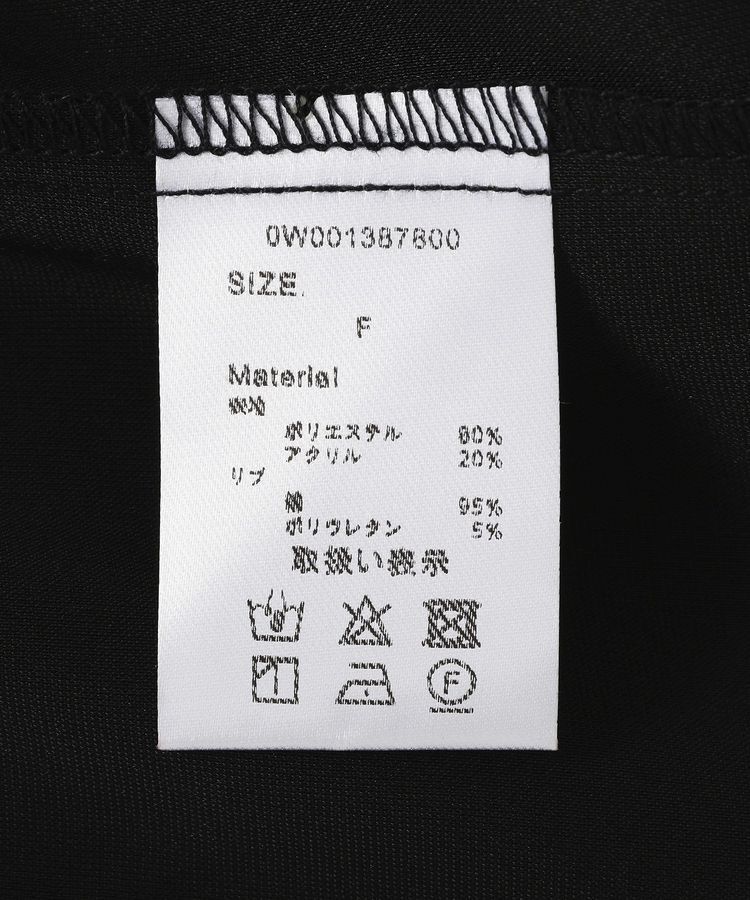 0W001387800
SIZE.
F
Material
ポリエステル 80%
アクリル 20%
リブ
綿 95%
ポリウレタン 5%
取扱い表示
F